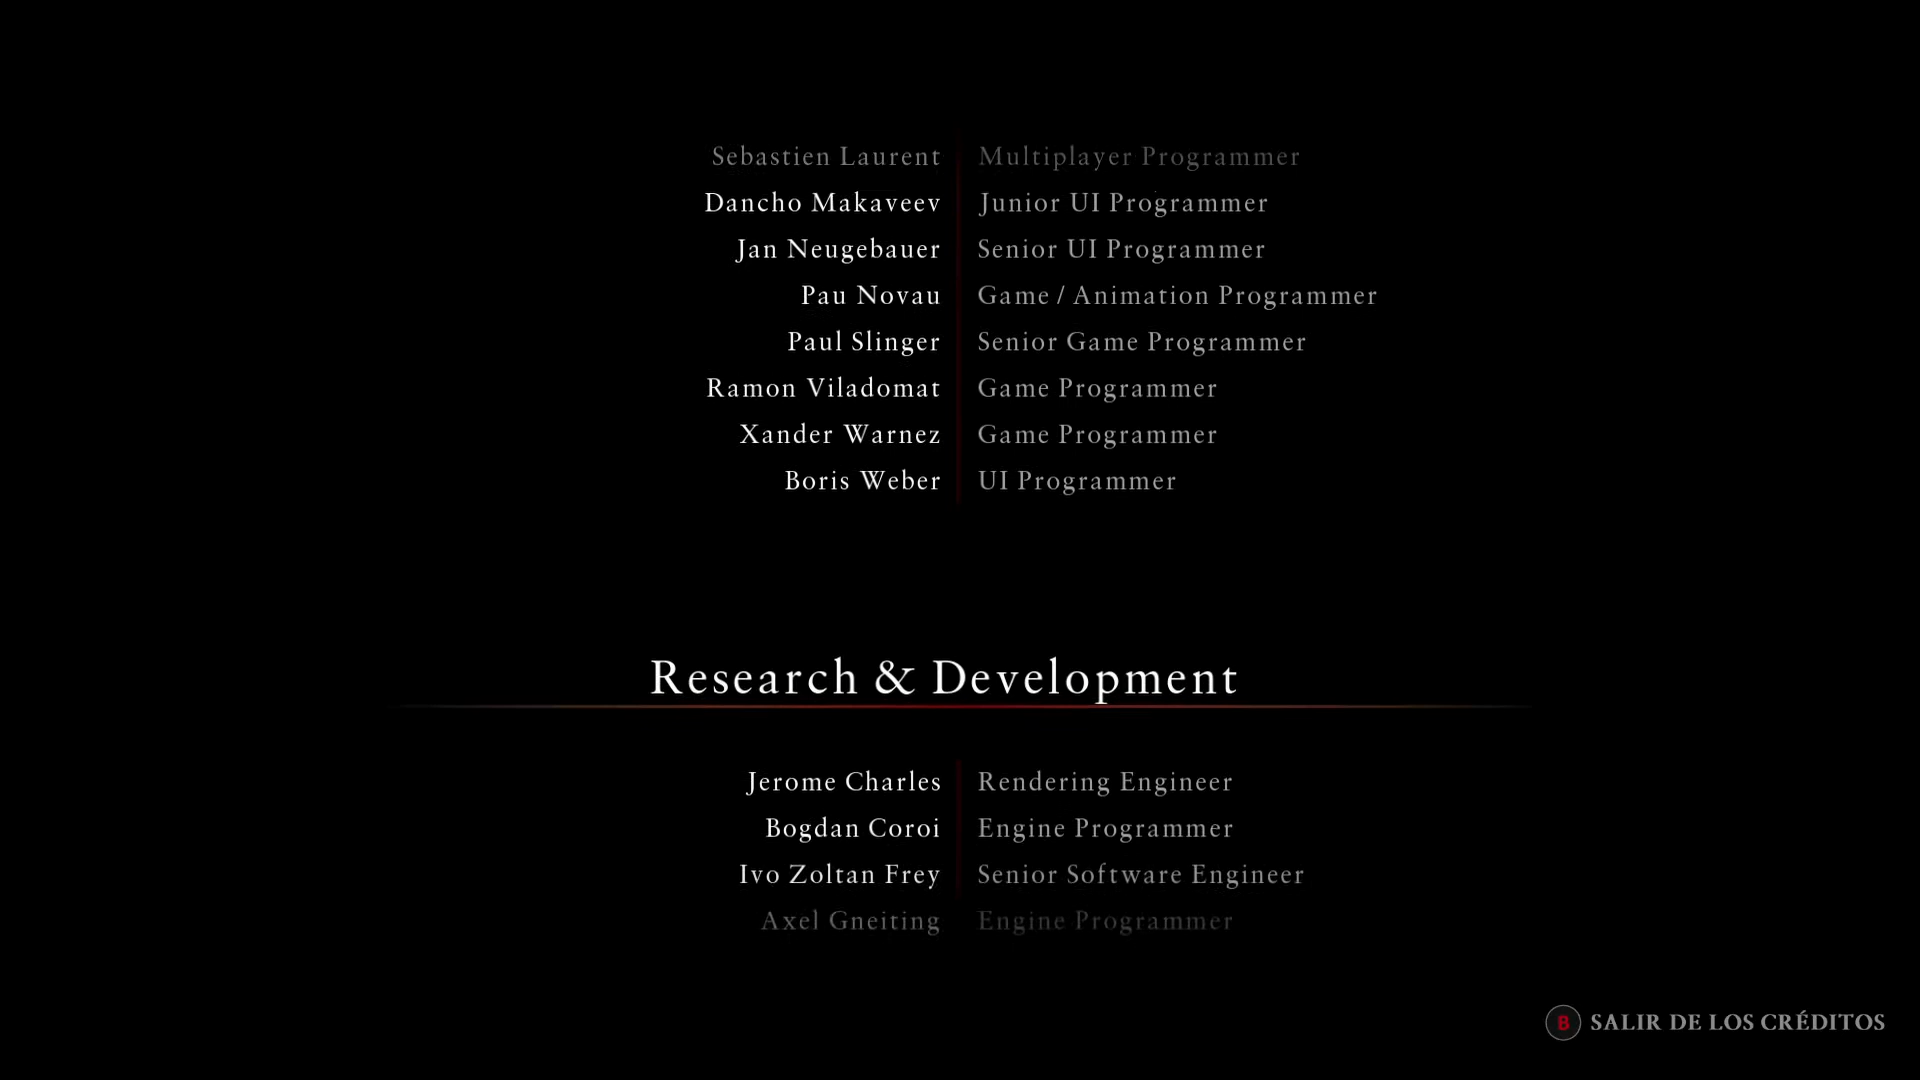 Sebastien Laurent Multiplayer Programmer
Dancho Makaveev Junior UI Programmer
Jan Neugebauer Senior UI Programmer
Pau Novau Game / Animation Programmer
Paul Slinger Senior Game Programmer
Ramon Viladomat Game Programmer
Xander Warnez Game Programmer
Boris Weber UI Programmer
Research & Development
Jerome Charles Rendering Engineer
Bogdan Coroi Engine Programmer
Ivo Zoltan Frey Senior Software Engineer
Axel Gneiting Engine Programmer
B SALIR DE LOS CRÉDITOS